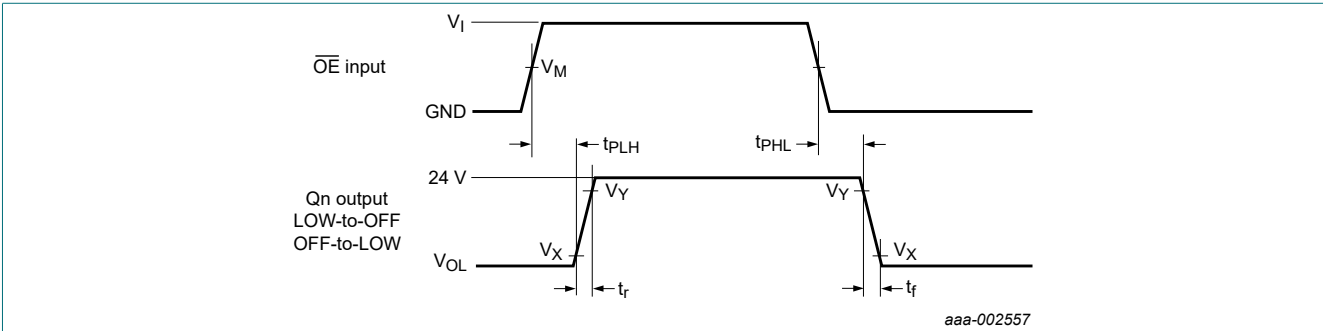 V_I
OE input
V_M
GND
t_PLH
t_PHL
24 V
Qn output
LOW-to-OFF
OFF-to-LOW
V_Y
V_Y
V_X
V_X
V_OL
t_r
t_f
aaa-002557